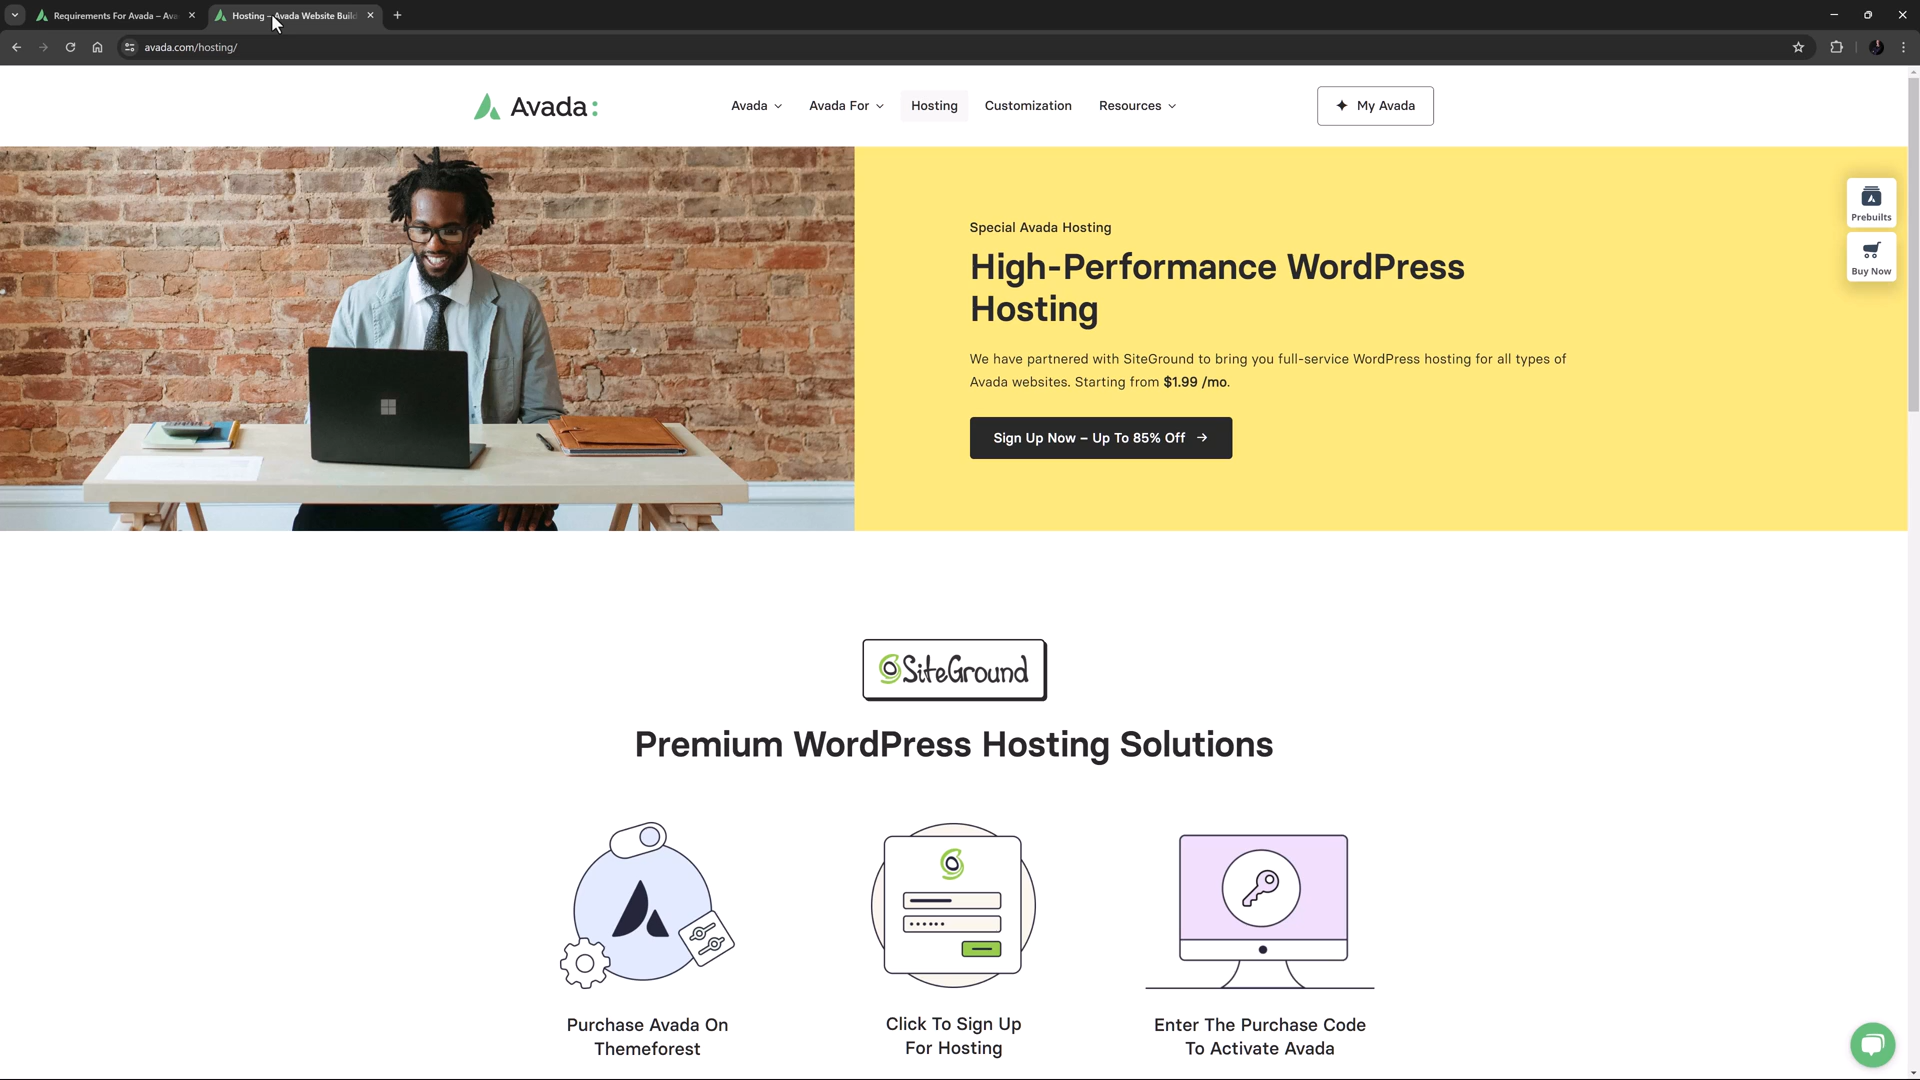 Requirements For Avada – Ava
Hosting – Avada Website Build
avada.com/hosting/
Avada:
Avada
Avada For
Hosting
Customization
Resources
My Avada
Special Avada Hosting
High-Performance WordPress
Hosting
We have partnered with SiteGround to bring you full-service WordPress hosting for all types of
Avada websites. Starting from $1.99 /mo.
Sign Up Now – Up To 85% Off
Prebuilts
Buy Now
SiteGround
Premium WordPress Hosting Solutions
Purchase Avada On
Themeforest
Click To Sign Up
For Hosting
Enter The Purchase Code
To Activate Avada